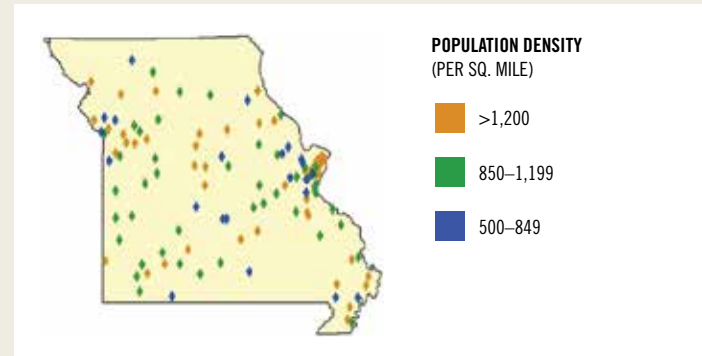 POPULATION DENSITY
(PER SQ. MILE)
>1,200
850–1,199
500–849